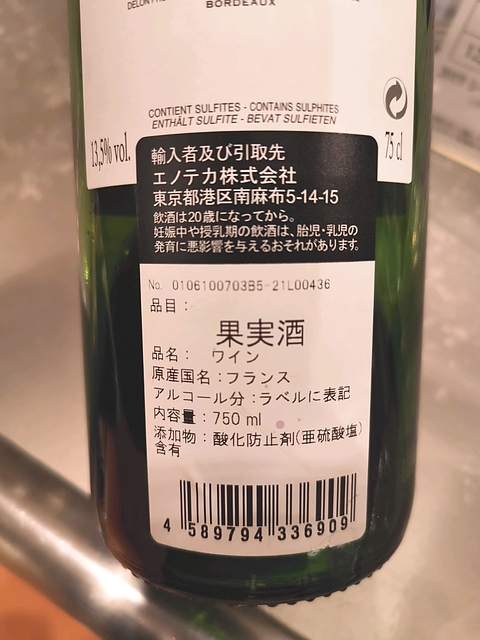 BORDEAUX
CONTIENT SULFITES - CONTAINS SULPHITES
ENTHÄLT SULFITE - BEVAT SULFIETEN
13,5% vol.
75 cl
輸入者及び引取先
エノテカ株式会社
東京都港区南麻布5-14-15
飲酒は20歳になってから。
妊娠中や授乳期の飲酒は、胎児・乳児の
発育に悪影響を与えるおそれがあります。
No. 0106100703B5-21L00436
品目：
果実酒
品名： ワイン
原産国名：フランス
アルコール分：ラベルに表記
内容量：750 ml
添加物：酸化防止剤(亜硫酸塩)
含有
4 589794 336909